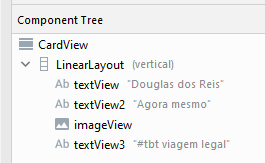 Component Tree
CardView
LinearLayout (vertical)
Ab textView "Douglas dos Reis"
Ab textView2 "Agora mesmo"
imageView
Ab textView3 "#tbt viagem legal"